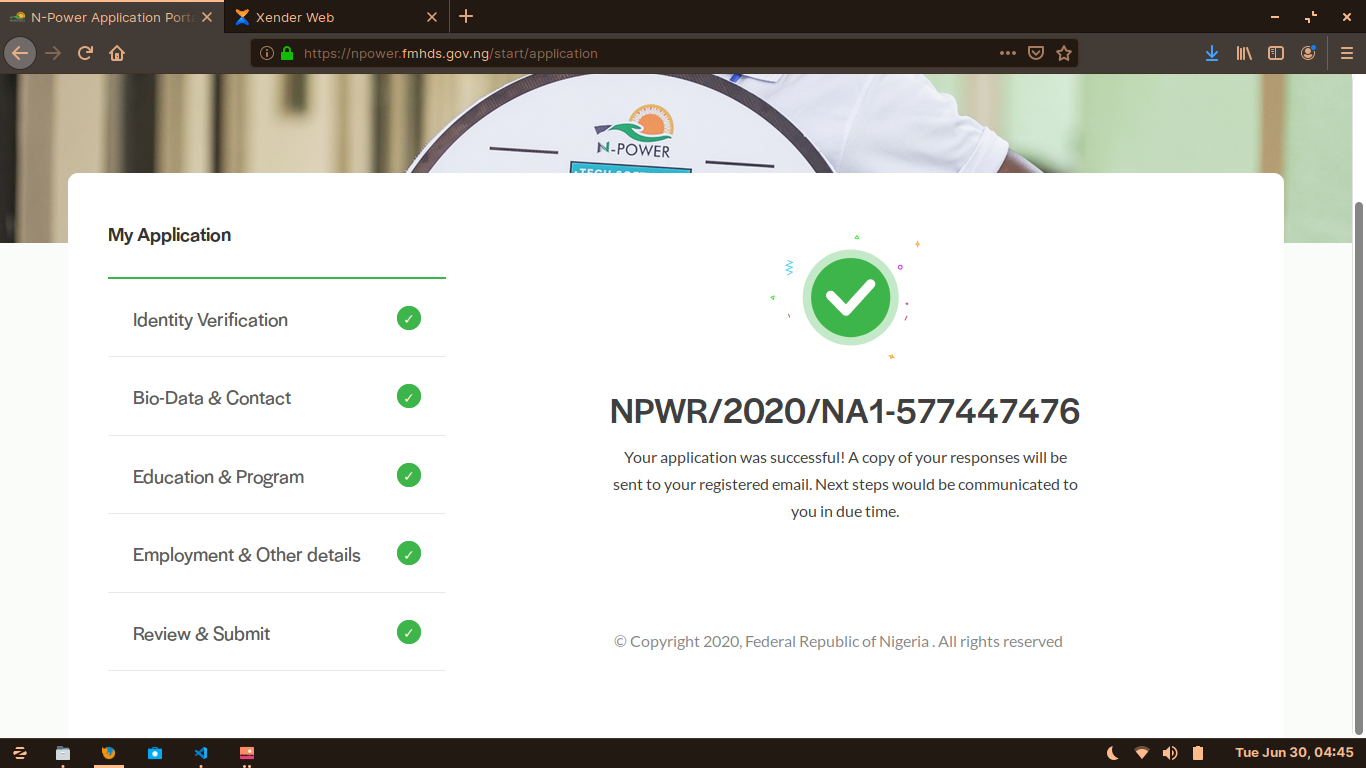 N-Power Application Port
Xender Web
https://npower.fmhds.gov.ng/start/application
N-POWER
My Application
Identity Verification
Bio-Data & Contact
Education & Program
Employment & Other details
Review & Submit
NPWR/2020/NA1-577447476
Your application was successful! A copy of your responses will be
sent to your registered email. Next steps would be communicated to
you in due time.
© Copyright 2020, Federal Republic of Nigeria . All rights reserved
Tue Jun 30, 04:45